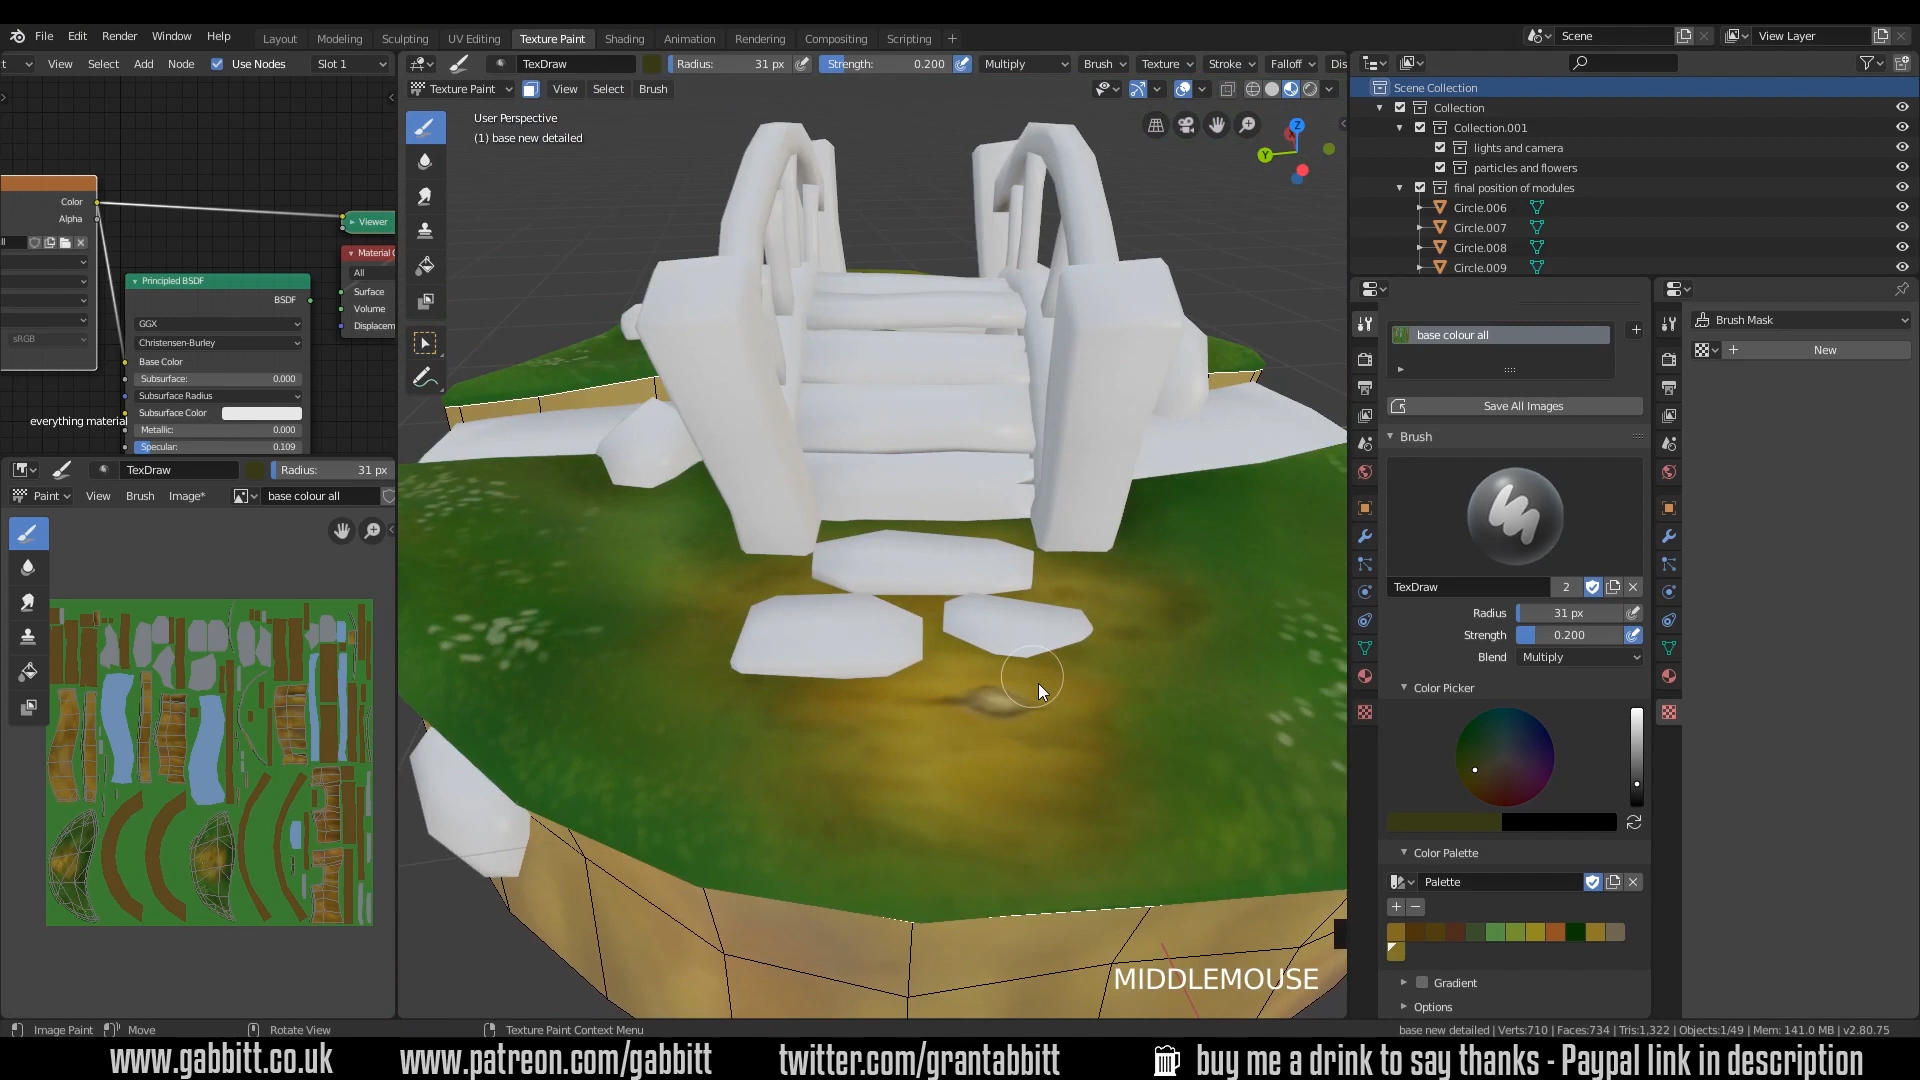 File Edit Render Window Help
Layout Modeling Sculpting UV Editing Texture Paint Shading Animation Rendering Compositing Scripting +
Scene
View Layer
View Select Add Node Use Nodes Slot 1
TexDraw Radius: 31 px Strength: 0.200 Multiply Brush Texture Stroke Falloff Dis
Texture Paint View Select Brush
User Perspective
(1) base new detailed
Z
Y
Scene Collection
Collection
Collection.001
lights and camera
particles and flowers
final position of modules
Circle.006
Circle.007
Circle.008
Circle.009
Color
Alpha
sRGB
Viewer
Material
All
Surface
Volume
Displacem
Principled BSDF
BSDF
GGX
Christensen-Burley
Base Color
Subsurface: 0.000
Subsurface Radius
Subsurface Color
Metallic: 0.000
Specular: 0.109
everything material
TexDraw Radius: 31 px
Paint View Brush Image* base colour all
base colour all
Save All Images
Brush
TexDraw 2
Radius 31 px
Strength 0.200
Blend Multiply
Color Picker
Color Palette
Palette
Gradient
Options
Brush Mask
New
MIDDLEMOUSE
Image Paint Move Rotate View Texture Paint Context Menu
base new detailed | Verts:710 | Faces:734 | Tris:1,322 | Objects:1/49 | Mem: 141.0 MB | v2.80.75
www.gabbitt.co.uk www.patreon.com/gabbitt twitter.com/grantabbitt buy me a drink to say thanks - Paypal link in description